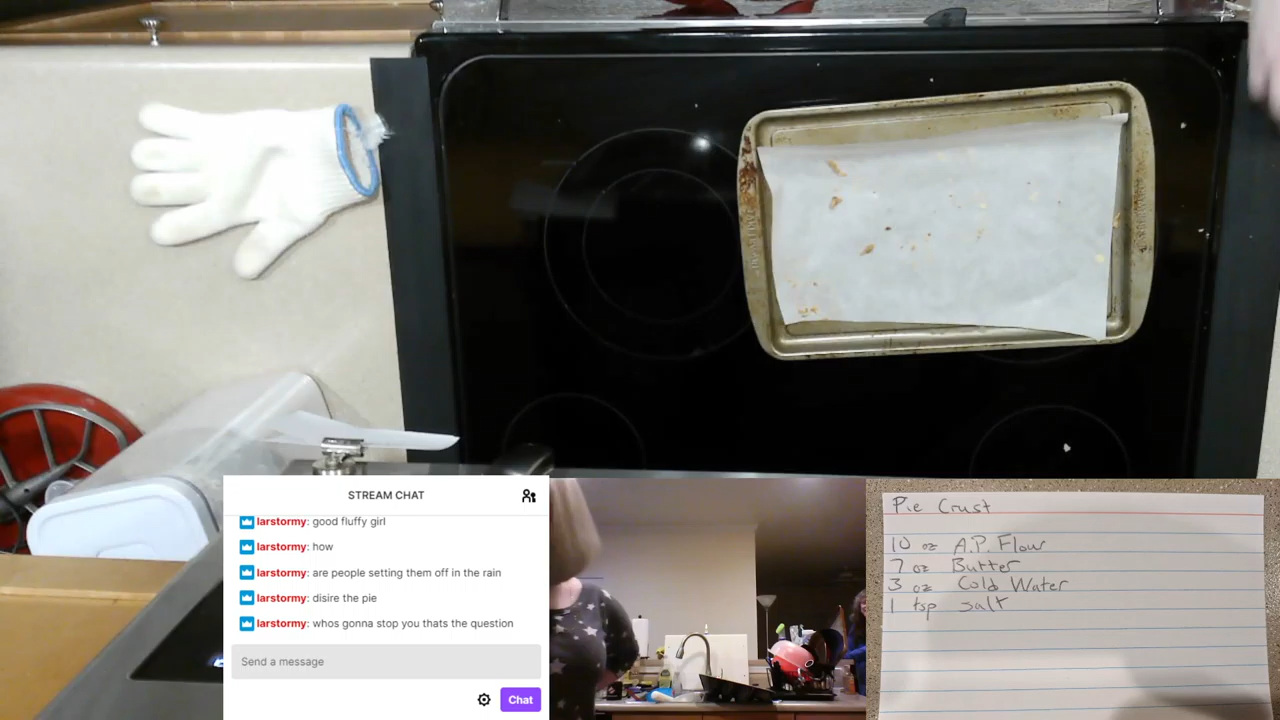 STREAM CHAT
larstormy: good fluffy girl
larstormy: how
larstormy: are people setting them off in the rain
larstormy: disire the pie
larstormy: whos gonna stop you thats the question
Send a message
Chat
Pie Crust
10 oz A.P. Flour
7 oz Butter
3 oz Cold Water
1 tsp salt